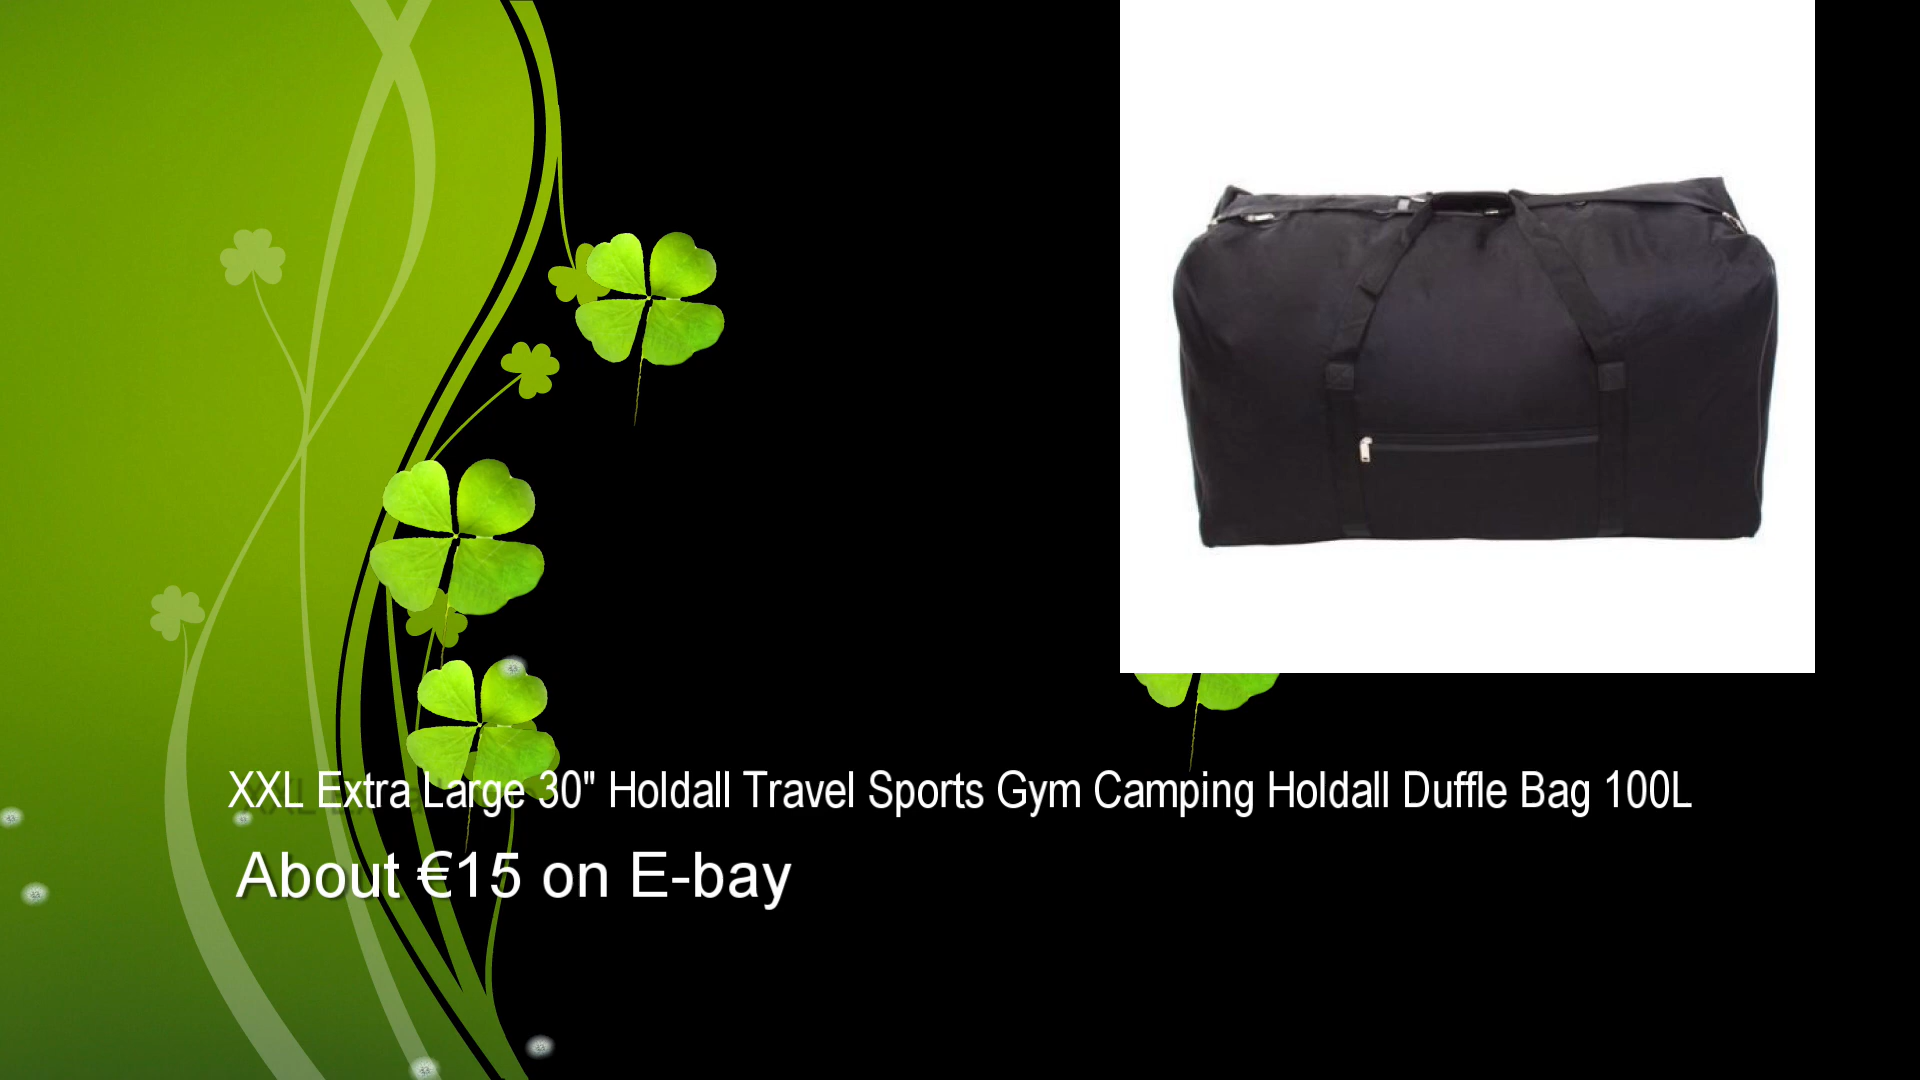 XXL Extra Large 30" Holdall Travel Sports Gym Camping Holdall Duffle Bag 100L
About €15 on E-bay